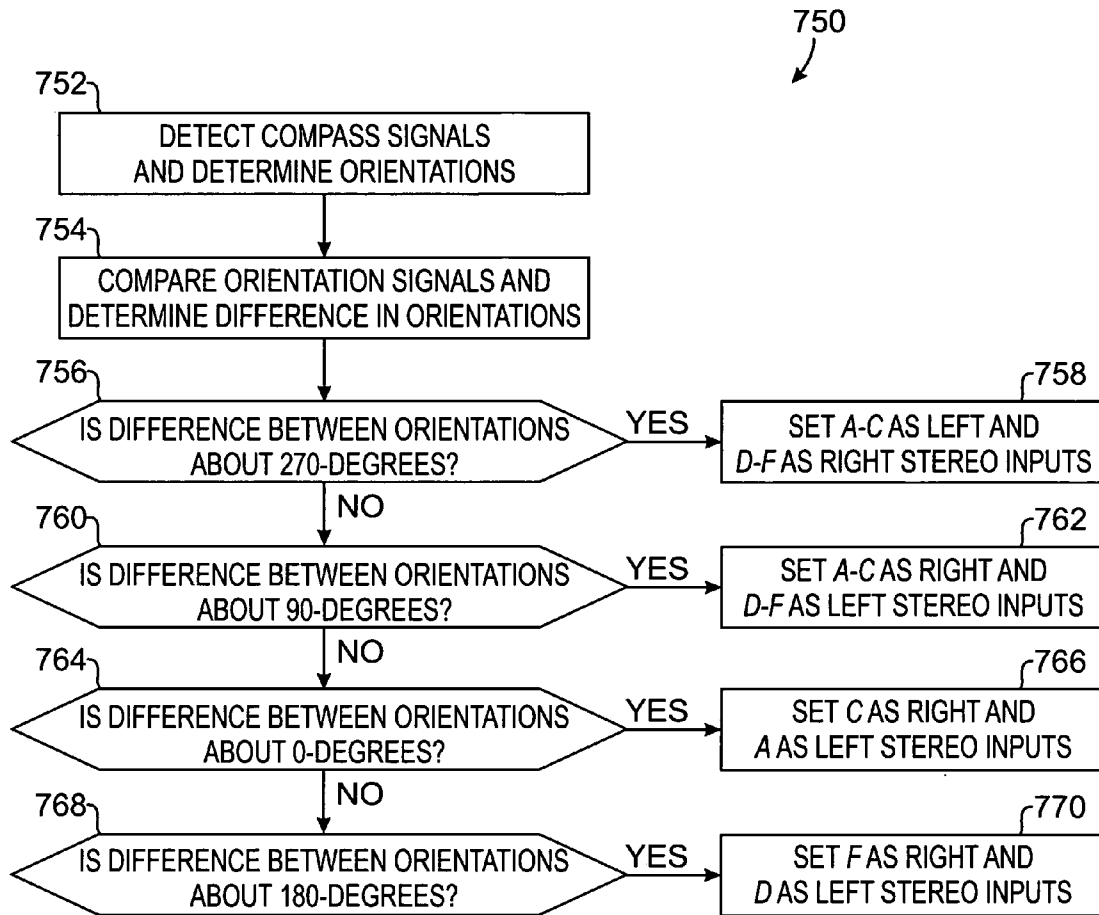 750
752
DETECT COMPASS SIGNALS
AND DETERMINE ORIENTATIONS
754
COMPARE ORIENTATION SIGNALS AND
DETERMINE DIFFERENCE IN ORIENTATIONS
756
IS DIFFERENCE BETWEEN ORIENTATIONS
ABOUT 270-DEGREES?
YES
758
SET A-C AS LEFT AND
D-F AS RIGHT STEREO INPUTS
NO
760
IS DIFFERENCE BETWEEN ORIENTATIONS
ABOUT 90-DEGREES?
YES
762
SET A-C AS RIGHT AND
D-F AS LEFT STEREO INPUTS
NO
764
IS DIFFERENCE BETWEEN ORIENTATIONS
ABOUT 0-DEGREES?
YES
766
SET C AS RIGHT AND
A AS LEFT STEREO INPUTS
NO
768
IS DIFFERENCE BETWEEN ORIENTATIONS
ABOUT 180-DEGREES?
YES
770
SET F AS RIGHT AND
D AS LEFT STEREO INPUTS